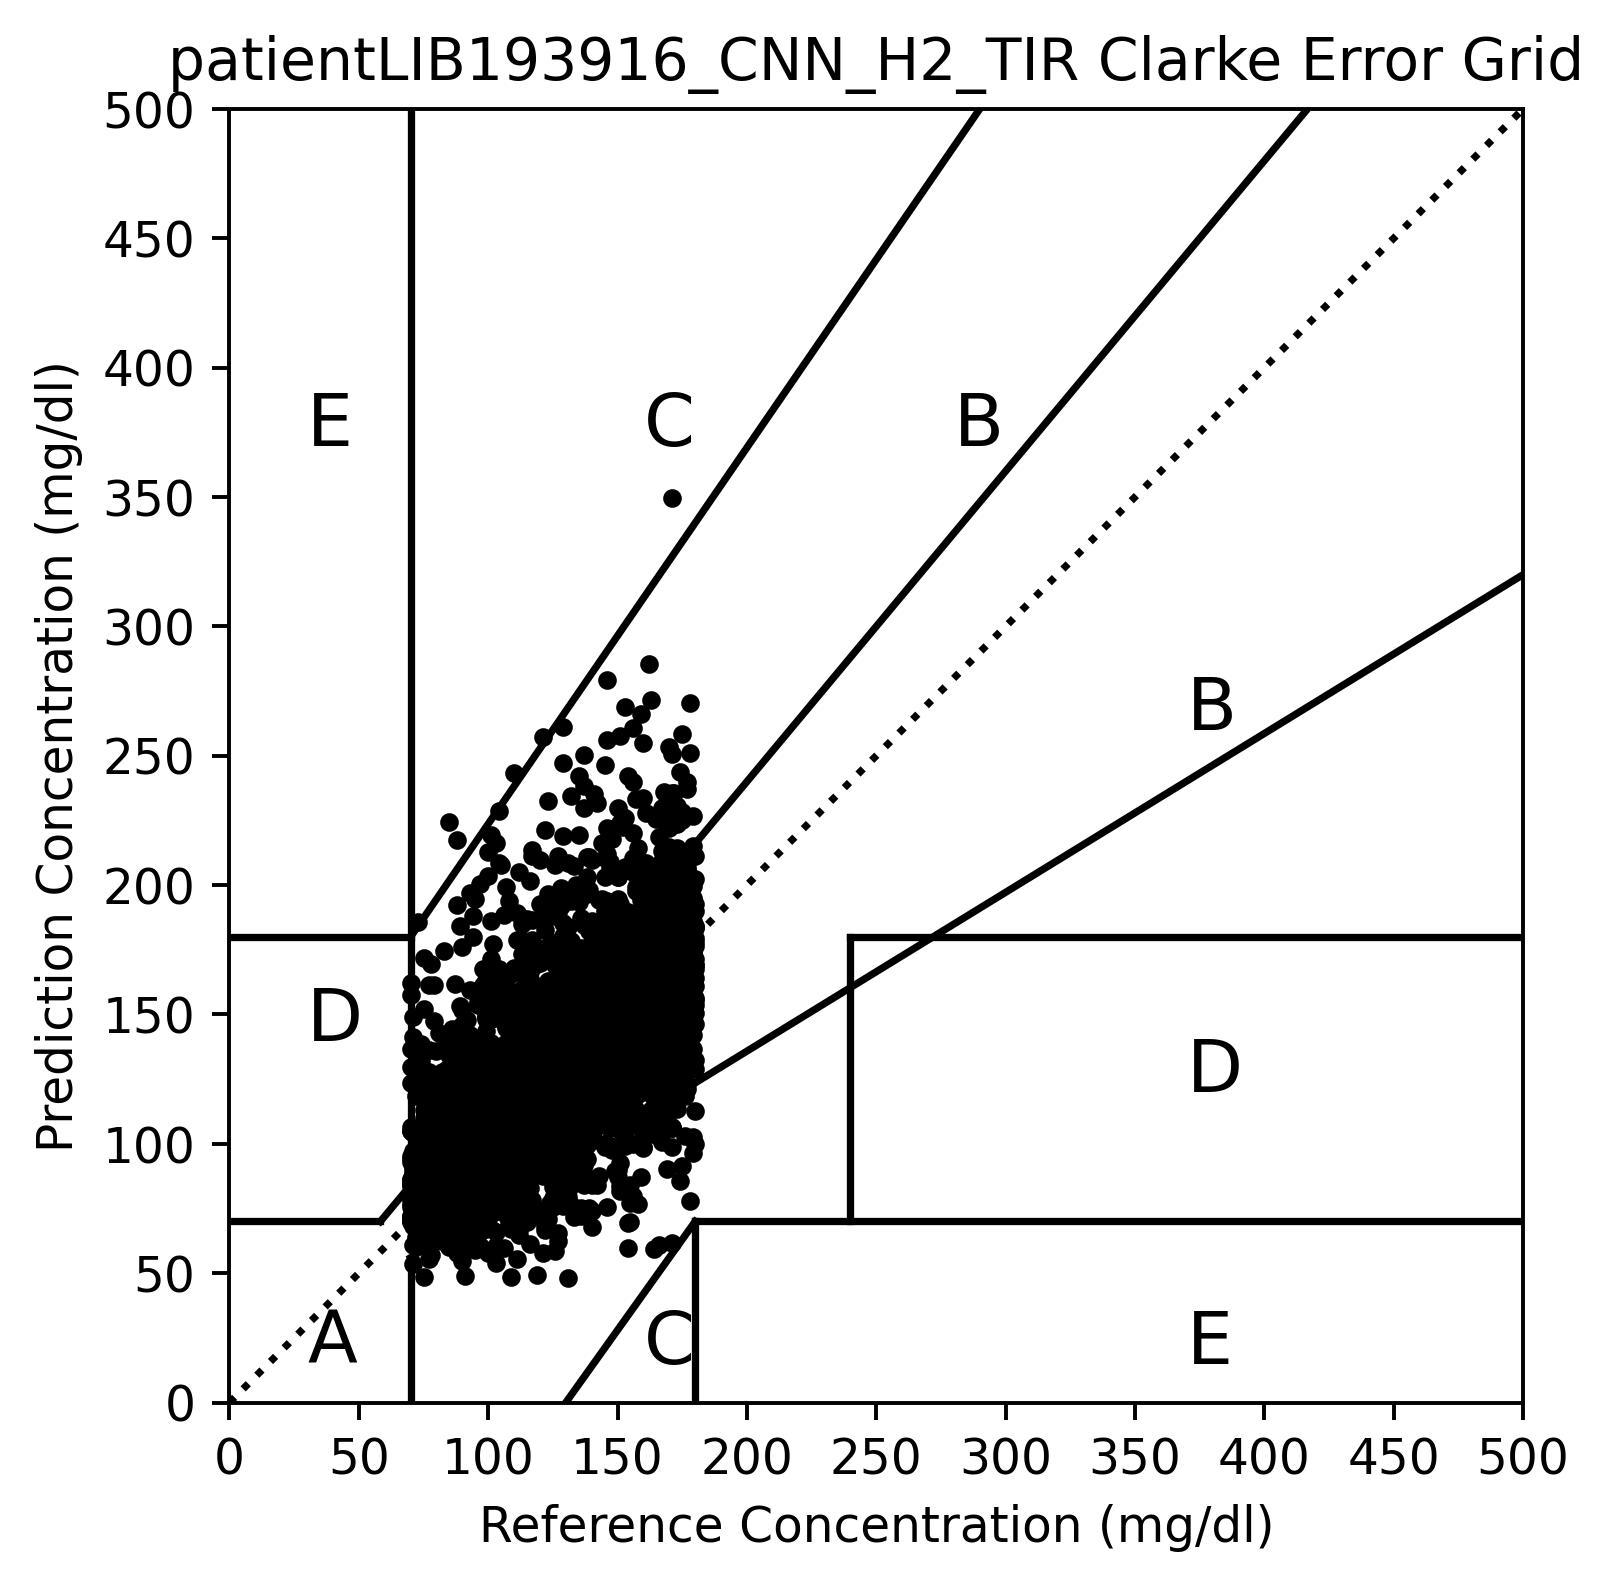 patientLIB193916_CNN_H2_TIR Clarke Error Grid
500
450
400
350
300
250
200
150
100
50
0
Prediction Concentration (mg/dl)
E C B
B
D
D
A C E
0 50 100 150 200 250 300 350 400 450 500
Reference Concentration (mg/dl)